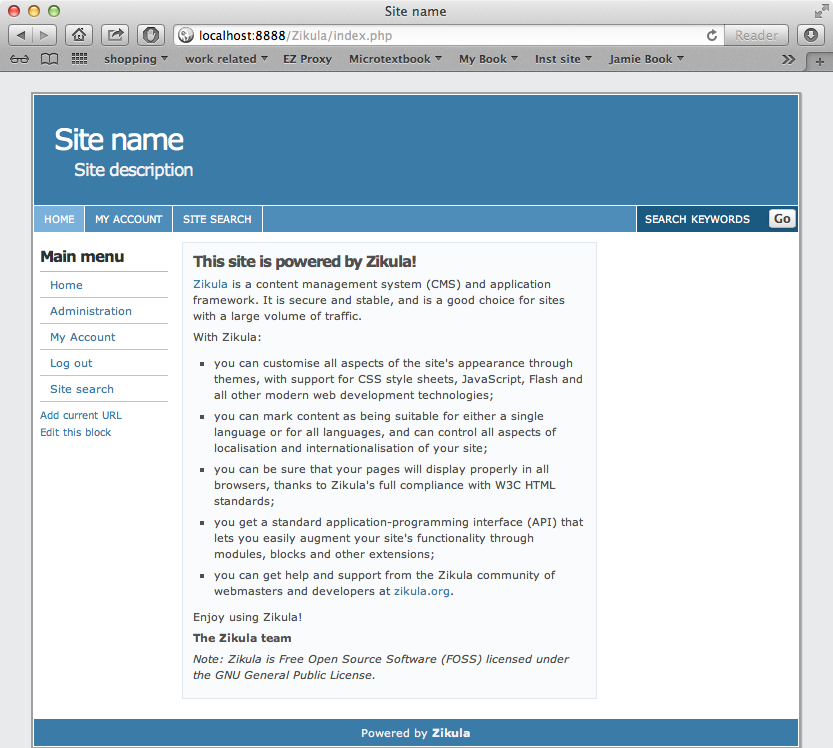 Site name
localhost:8888/Zikula/index.php
Reader
shopping work related EZ Proxy Microtextbook My Book Inst site Jamie Book
Site name
Site description
HOME MY ACCOUNT SITE SEARCH SEARCH KEYWORDS Go
Main menu
Home
Administration
My Account
Log out
Site search
Add current URL
Edit this block
This site is powered by Zikula!
Zikula is a content management system (CMS) and application
framework. It is secure and stable, and is a good choice for sites
with a large volume of traffic.
With Zikula:
you can customise all aspects of the site's appearance through
themes, with support for CSS style sheets, JavaScript, Flash and
all other modern web development technologies;
you can mark content as being suitable for either a single
language or for all languages, and can control all aspects of
localisation and internationalisation of your site;
you can be sure that your pages will display properly in all
browsers, thanks to Zikula's full compliance with W3C HTML
standards;
you get a standard application-programming interface (API) that
lets you easily augment your site's functionality through
modules, blocks and other extensions;
you can get help and support from the Zikula community of
webmasters and developers at zikula.org.
Enjoy using Zikula!
The Zikula team
Note: Zikula is Free Open Source Software (FOSS) licensed under
the GNU General Public License.
Powered by Zikula